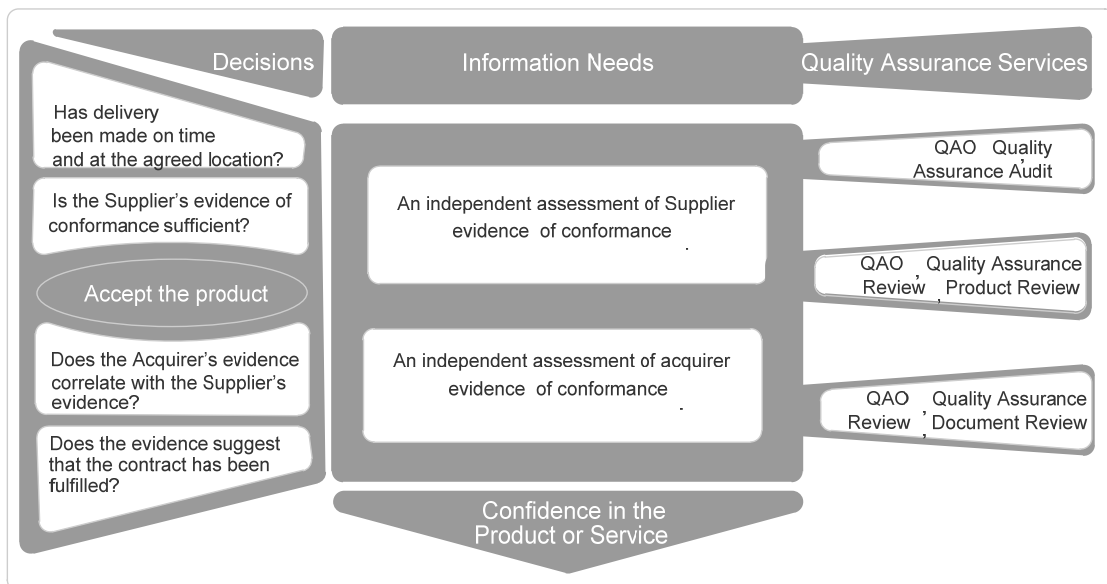 Decisions
Information Needs
Quality Assurance Services
Has delivery
been made on time
and at the agreed location?
Is the Supplier's evidence of
conformance sufficient?
Accept the product
Does the Acquirer's evidence
correlate with the Supplier's
evidence?
Does the evidence suggest
that the contract has been
fulfilled?
An independent assessment of Supplier
evidence of conformance
.
An independent assessment of acquirer
evidence of conformance
.
Confidence in the
Product or Service
QAO , Quality
Assurance Audit
QAO , Quality Assurance
Review , Product Review
QAO , Quality Assurance
Review , Document Review